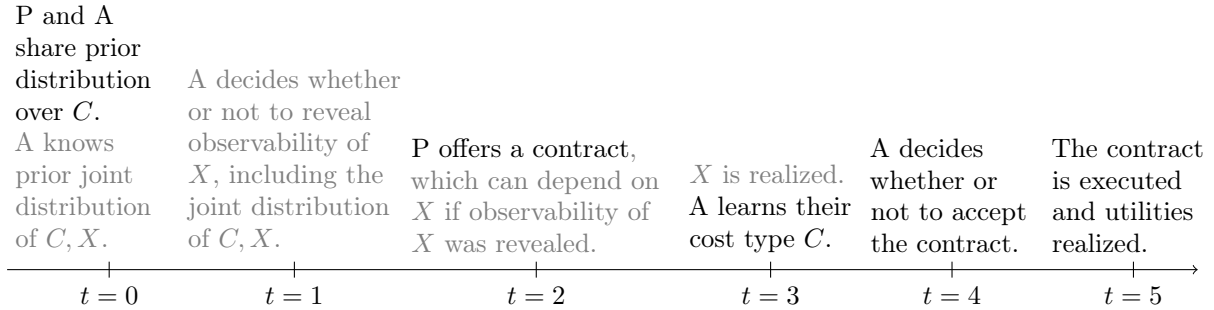 P and A
share prior
distribution
over C.
A knows
prior joint
distribution
of C, X.
A decides whether
or not to reveal
observability of
X, including the
joint distribution
of C, X.
P offers a contract,
which can depend on
X if observability of
X was revealed.
X is realized.
A learns their
cost type C.
A decides
whether or
not to accept
the contract.
The contract
is executed
and utilities
realized.
t = 0
t = 1
t = 2
t = 3
t = 4
t = 5